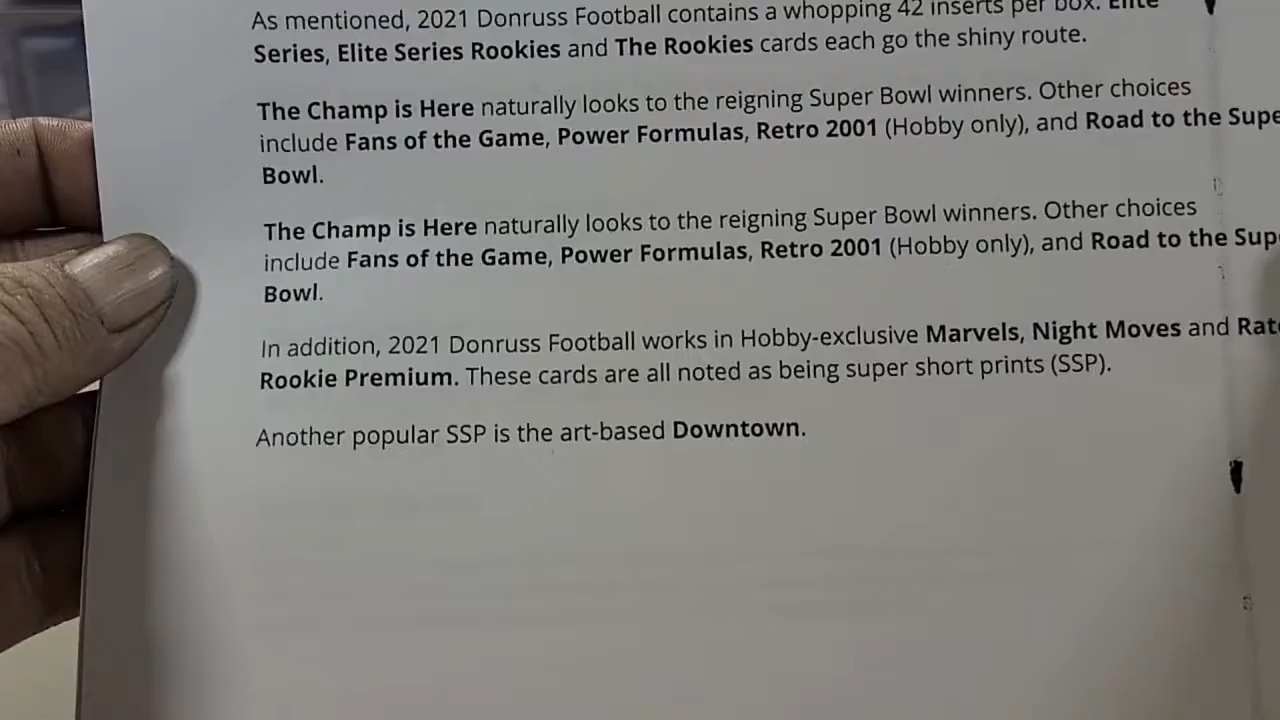 As mentioned, 2021 Donruss Football contains a whopping 42 inserts per box. Elite
Series, Elite Series Rookies and The Rookies cards each go the shiny route.
The Champ is Here naturally looks to the reigning Super Bowl winners. Other choices
include Fans of the Game, Power Formulas, Retro 2001 (Hobby only), and Road to the Supe
Bowl.
The Champ is Here naturally looks to the reigning Super Bowl winners. Other choices
include Fans of the Game, Power Formulas, Retro 2001 (Hobby only), and Road to the Sup
Bowl.
In addition, 2021 Donruss Football works in Hobby-exclusive Marvels, Night Moves and Rat
Rookie Premium. These cards are all noted as being super short prints (SSP).
Another popular SSP is the art-based Downtown.